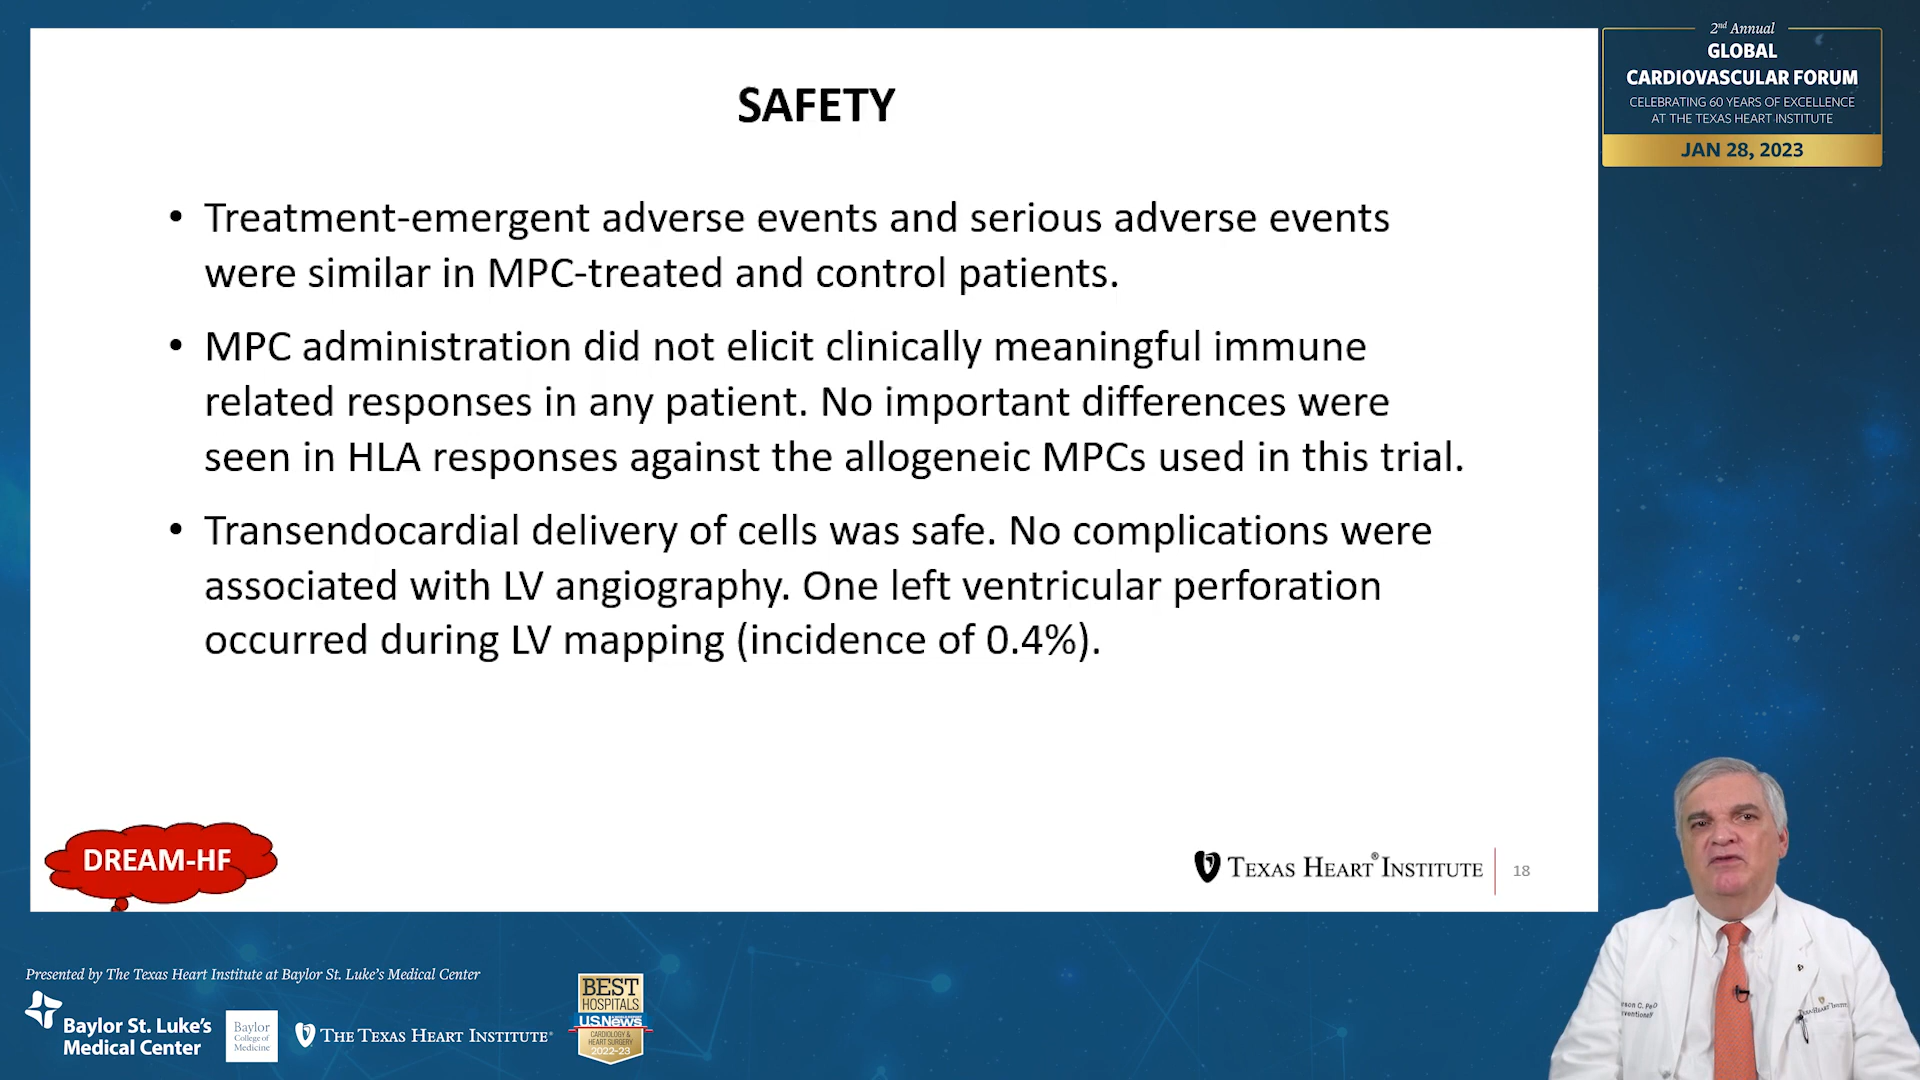 SAFETY
• Treatment-emergent adverse events and serious adverse events
were similar in MPC-treated and control patients.
• MPC administration did not elicit clinically meaningful immune
related responses in any patient. No important differences were
seen in HLA responses against the allogeneic MPCs used in this trial.
• Transendocardial delivery of cells was safe. No complications were
associated with LV angiography. One left ventricular perforation
occurred during LV mapping (incidence of 0.4%).
DREAM-HF
TEXAS HEART® INSTITUTE
18
2nd Annual
GLOBAL
CARDIOVASCULAR FORUM
CELEBRATING 60 YEARS OF EXCELLENCE
AT THE TEXAS HEART INSTITUTE
JAN 28, 2023
Presented by The Texas Heart Institute at Baylor St. Luke's Medical Center
Baylor St. Luke's
Medical Center
Baylor
College of
Medicine
THE TEXAS HEART INSTITUTE®
BEST
HOSPITALS
U.S.News
CARDIOLOGY &
HEART SURGERY
2022-23